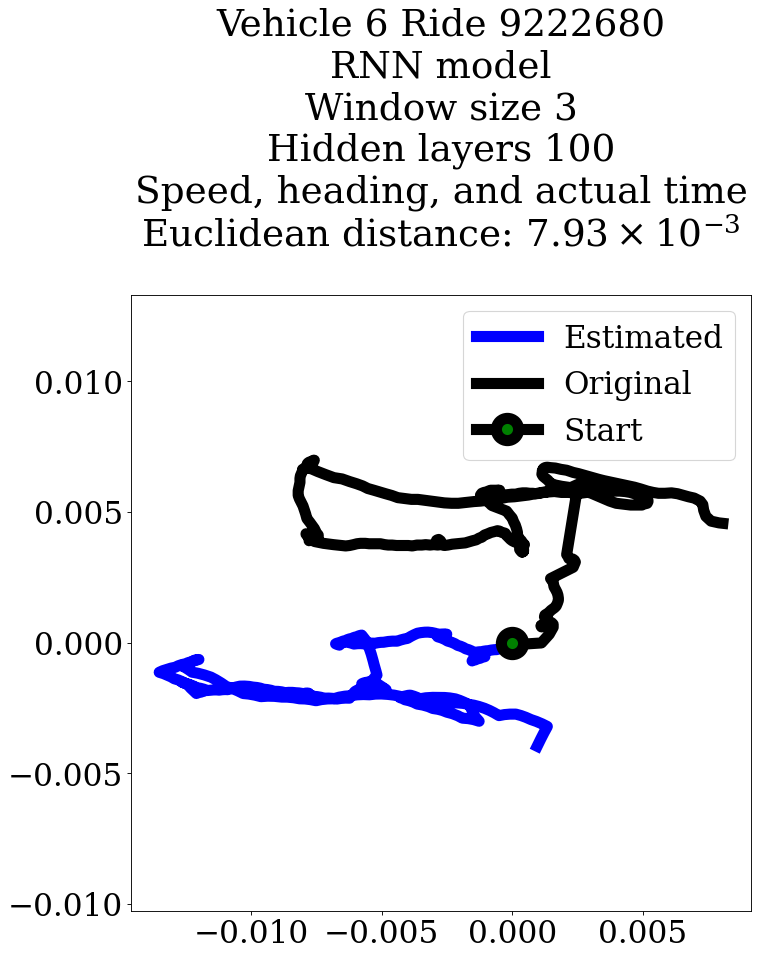 Vehicle 6 Ride 9222680
RNN model
Window size 3
Hidden layers 100
Speed, heading, and actual time
Euclidean distance: 7.93 × 10⁻³
Estimated
Original
Start
0.010
0.005
0.000
−0.005
−0.010
−0.010 −0.005 0.000 0.005